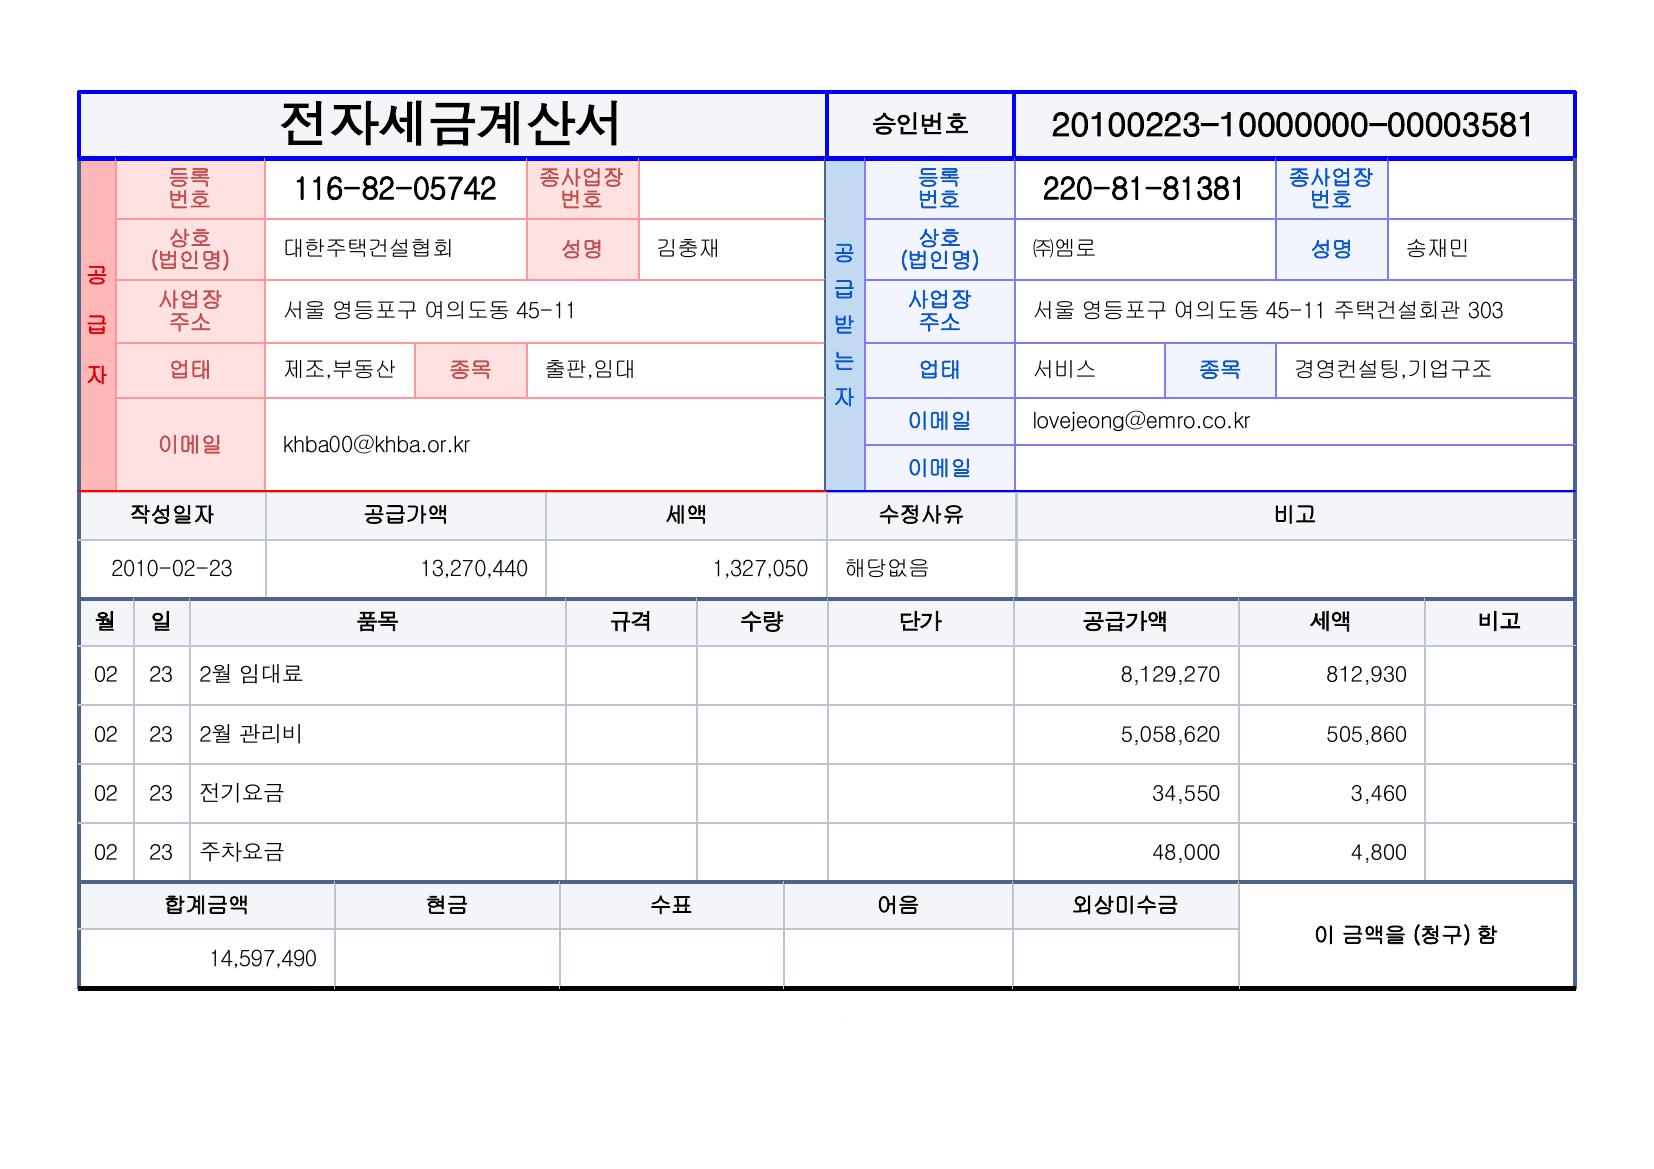 전자세금계산서 승인번호 20100223-10000000-00003581
공급자
등록번호 116-82-05742 종사업장번호
상호(법인명) 대한주택건설협회 성명 김충재
사업장주소 서울 영등포구 여의도동 45-11
업태 제조,부동산 종목 출판,임대
이메일 khba00@khba.or.kr
공급받는자
등록번호 220-81-81381 종사업장번호
상호(법인명) ㈜엠로 성명 송재민
사업장주소 서울 영등포구 여의도동 45-11 주택건설회관 303
업태 서비스 종목 경영컨설팅,기업구조
이메일 lovejeong@emro.co.kr
이메일
작성일자 공급가액 세액 수정사유 비고
2010-02-23 13,270,440 1,327,050 해당없음
월 일 품목 규격 수량 단가 공급가액 세액 비고
02 23 2월 임대료 8,129,270 812,930
02 23 2월 관리비 5,058,620 505,860
02 23 전기요금 34,550 3,460
02 23 주차요금 48,000 4,800
합계금액 현금 수표 어음 외상미수금 이 금액을 (청구) 함
14,597,490